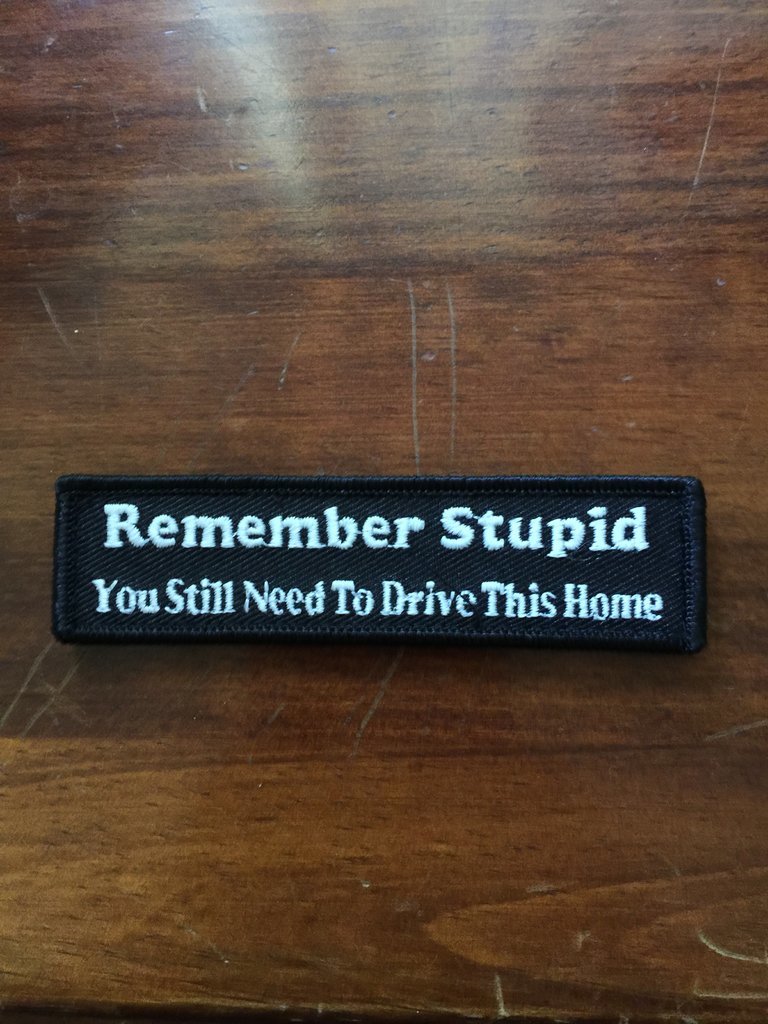 Remember Stupid
You Still Need To Drive This Home